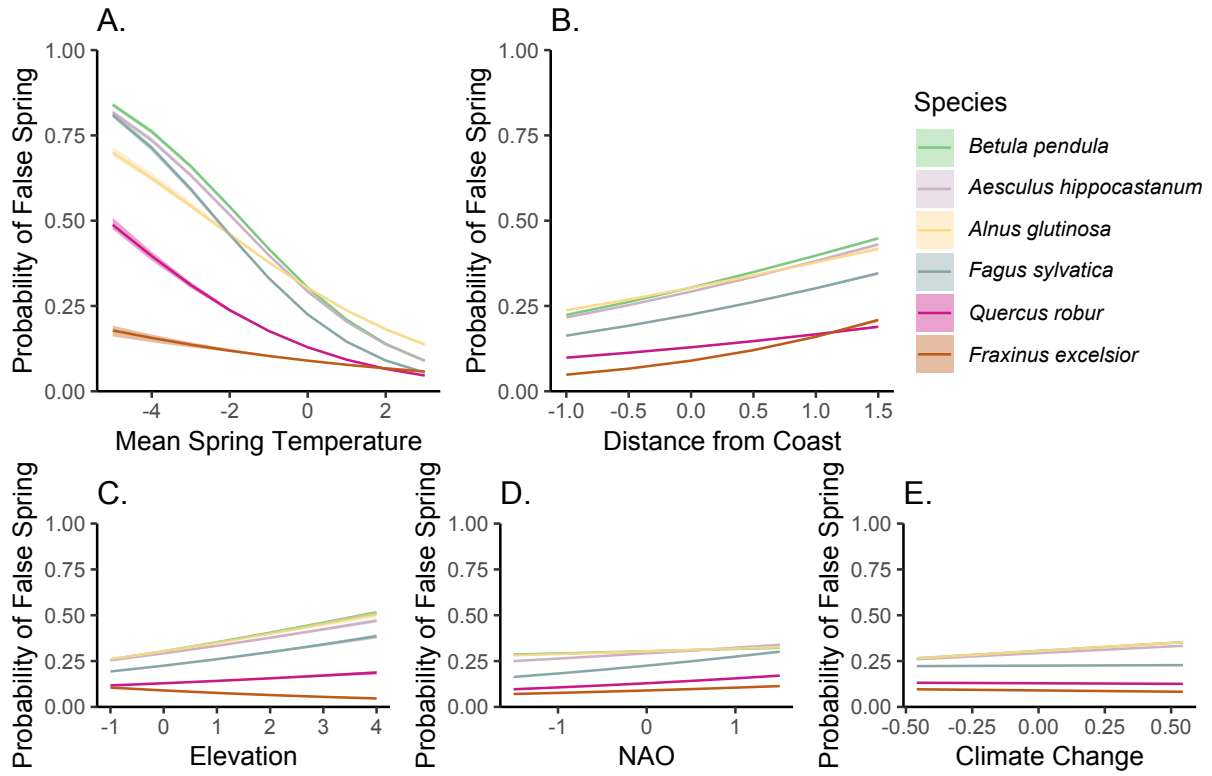 A.
Probability of False Spring
1.00
0.75
0.50
0.25
0.00
-4
-2
0
2
Mean Spring Temperature
B.
Probability of False Spring
1.00
0.75
0.50
0.25
0.00
-1.0
-0.5
0.0
0.5
1.0
1.5
Distance from Coast
Species
Betula pendula
Aesculus hippocastanum
Alnus glutinosa
Fagus sylvatica
Quercus robur
Fraxinus excelsior
C.
Probability of False Spring
1.00
0.75
0.50
0.25
0.00
-1
0
1
2
3
4
Elevation
D.
Probability of False Spring
1.00
0.75
0.50
0.25
0.00
-1
0
1
NAO
E.
Probability of False Spring
1.00
0.75
0.50
0.25
0.00
-0.50
-0.25
0.00
0.25
0.50
Climate Change